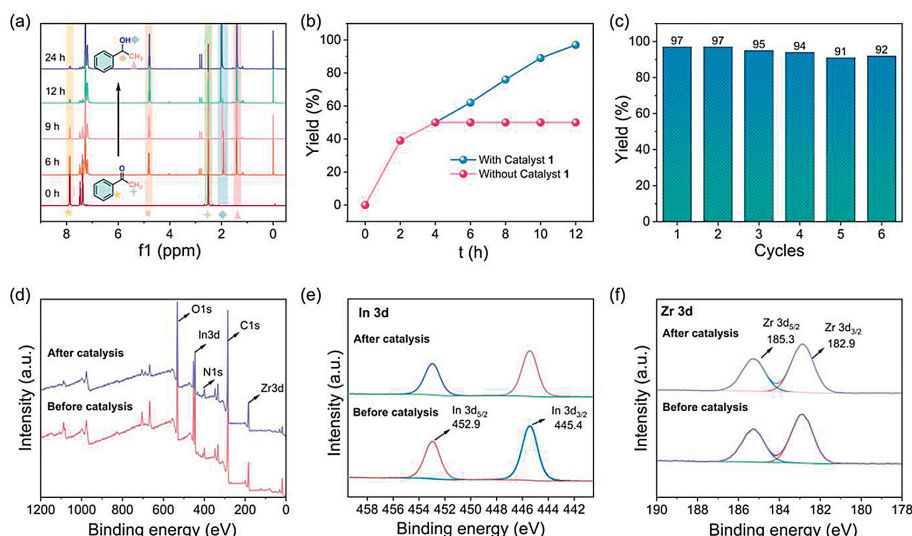 (a)
24 h
12 h
9 h
6 h
0 h
OH
CH3
O
CH3
8 6 4 2 0
f1 (ppm)
(b)
Yield (%)
100
80
60
40
20
0
With Catalyst 1
Without Catalyst 1
0 2 4 6 8 10 12
t (h)
(c)
Yield (%)
100
80
60
40
20
0
97 97 95 94 91 92
1 2 3 4 5 6
Cycles
(d)
Intensity (a.u.)
O1s
In3d
C1s
N1s
Zr3d
After catalysis
Before catalysis
1200 1000 800 600 400 200 0
Binding energy (eV)
(e)
Intensity (a.u.)
In 3d
After catalysis
Before catalysis
In 3d5/2
452.9
In 3d3/2
445.4
458 456 454 452 450 448 446 444 442
Binding energy (eV)
(f)
Intensity (a.u.)
Zr 3d
After catalysis
Zr 3d5/2
185.3
Zr 3d3/2
182.9
Before catalysis
190 188 186 184 182 180 178
Binding energy (eV)